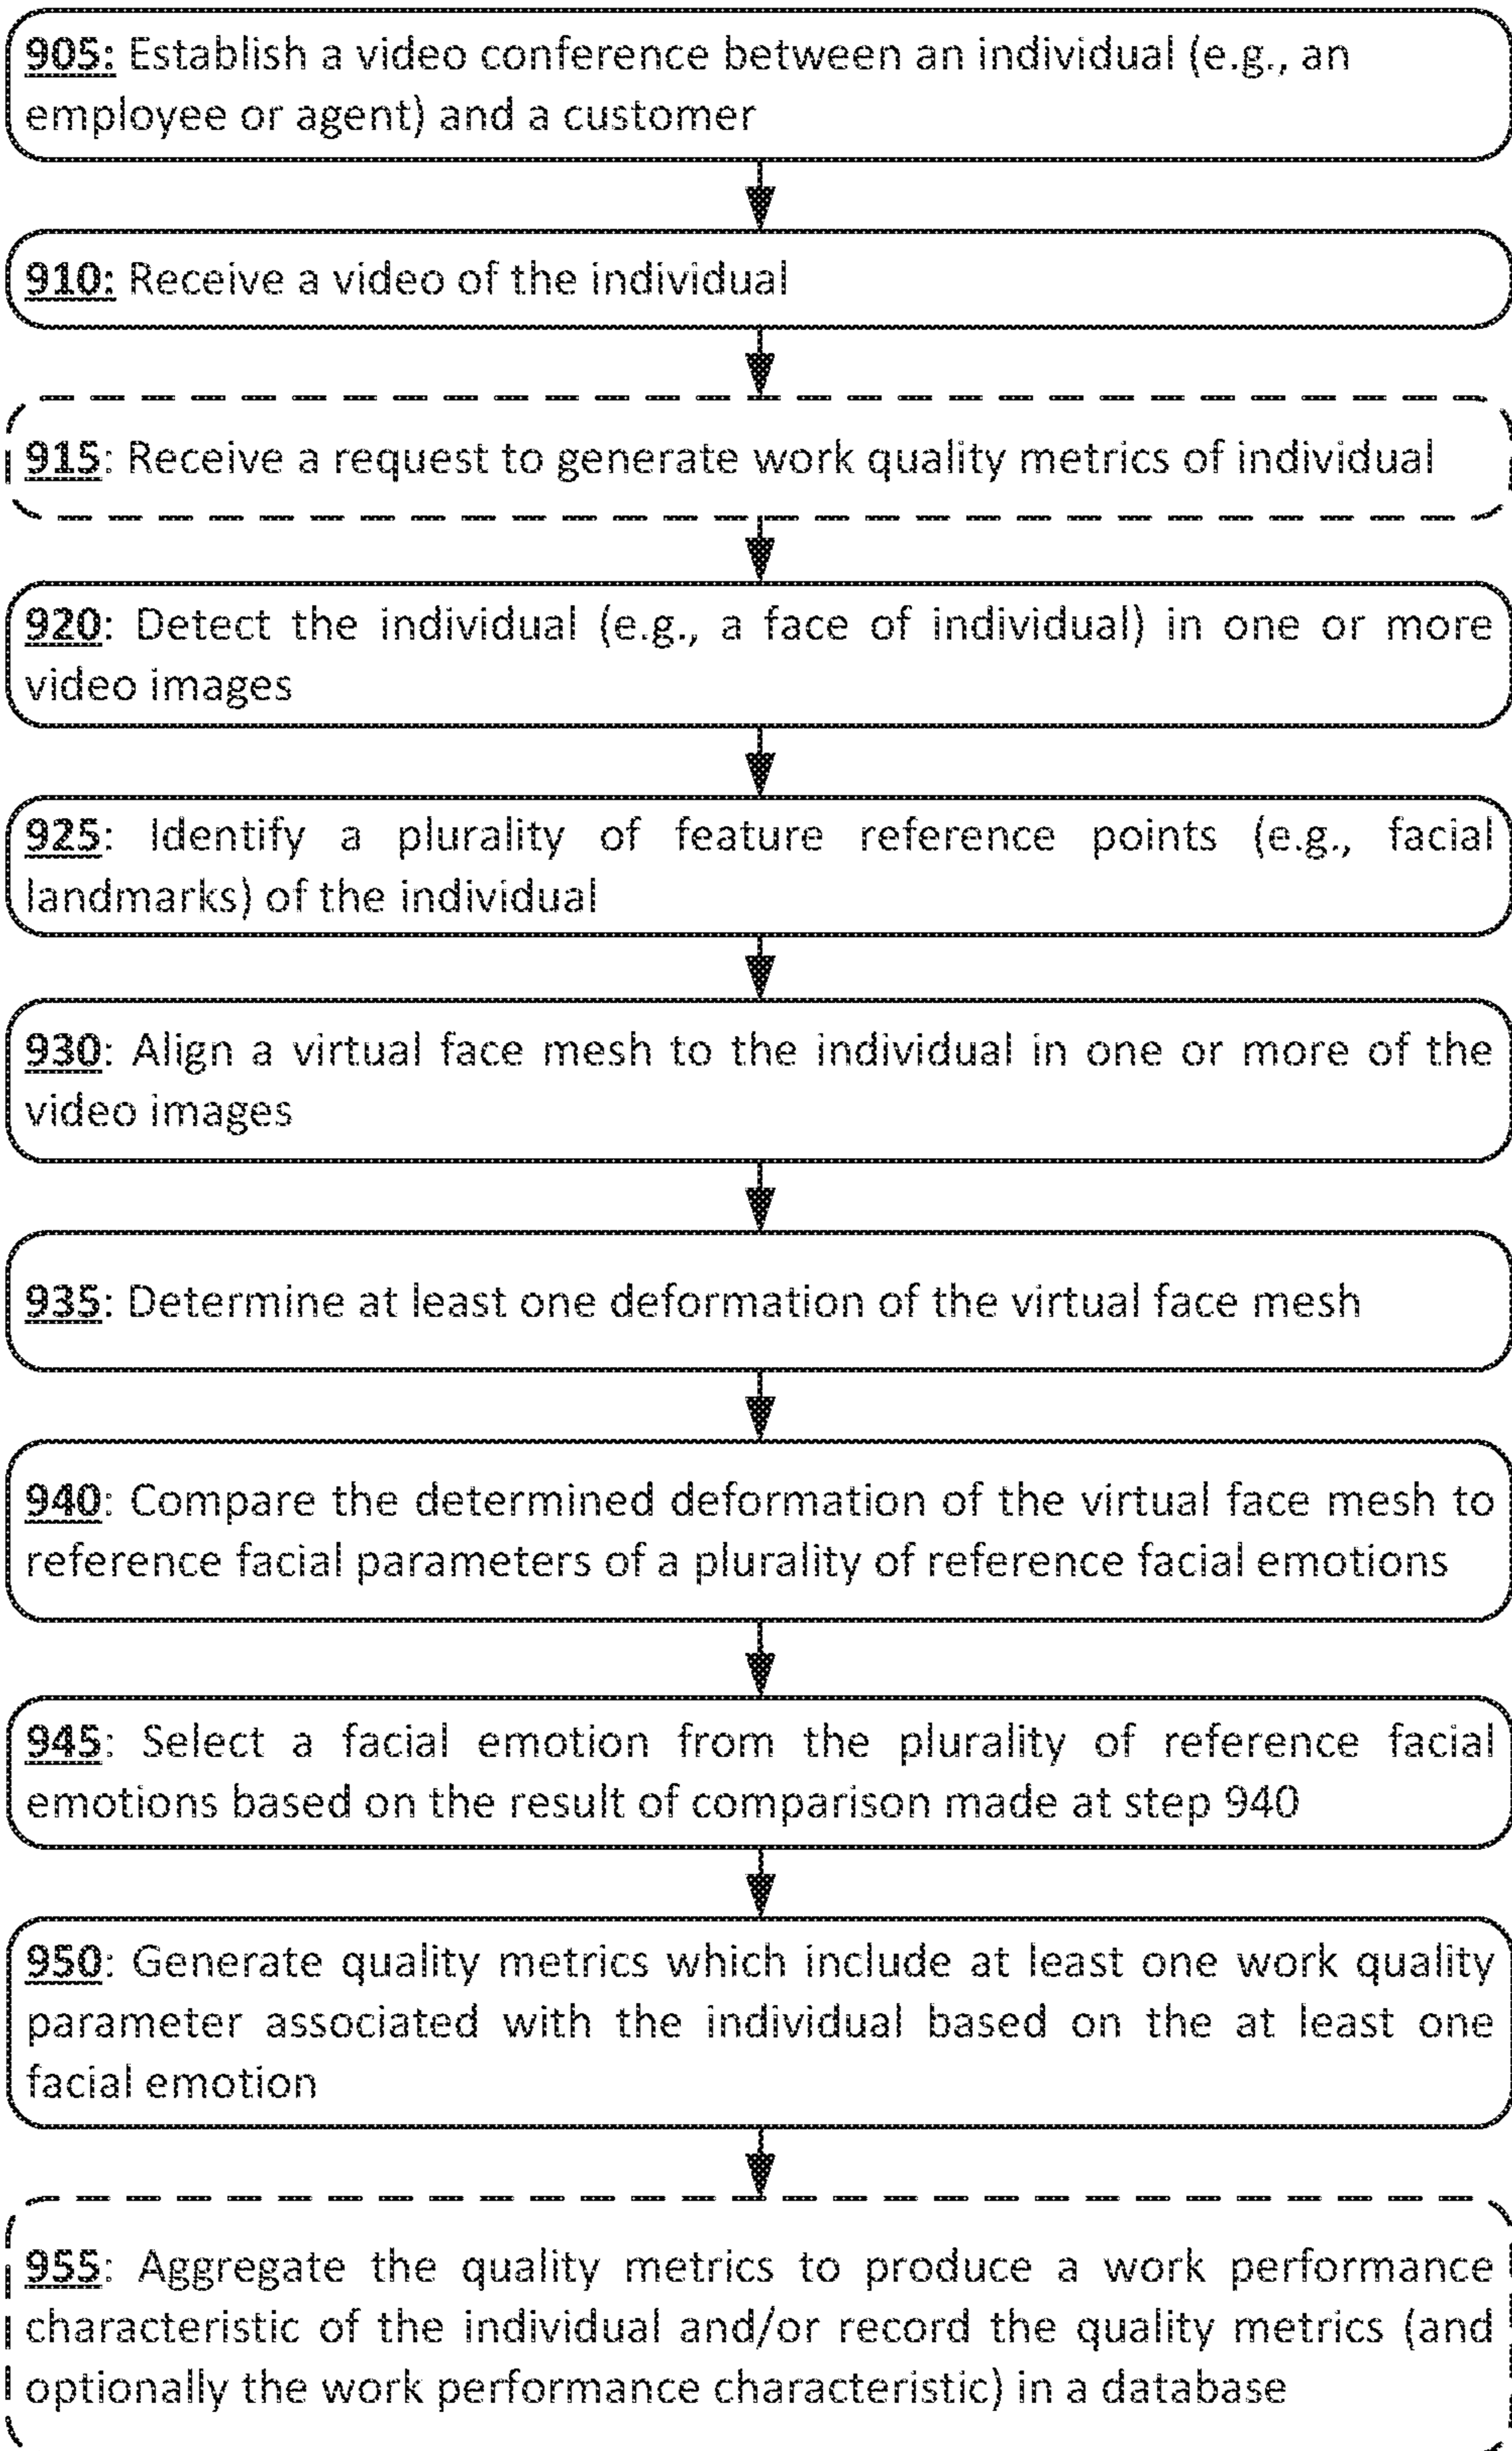 905: Establish a video conference between an individual (e.g., an
employee or agent) and a customer
910: Receive a video of the individual
915: Receive a request to generate work quality metrics of individual
920: Detect the individual (e.g., a face of individual) in one or more
video images
925: Identify a plurality of feature reference points (e.g., facial
landmarks) of the individual
930: Align a virtual face mesh to the individual in one or more of the
video images
935: Determine at least one deformation of the virtual face mesh
940: Compare the determined deformation of the virtual face mesh to
reference facial parameters of a plurality of reference facial emotions
945: Select a facial emotion from the plurality of reference facial
emotions based on the result of comparison made at step 940
950: Generate quality metrics which include at least one work quality
parameter associated with the individual based on the at least one
facial emotion
955: Aggregate the quality metrics to produce a work performance
characteristic of the individual and/or record the quality metrics (and
optionally the work performance characteristic) in a database